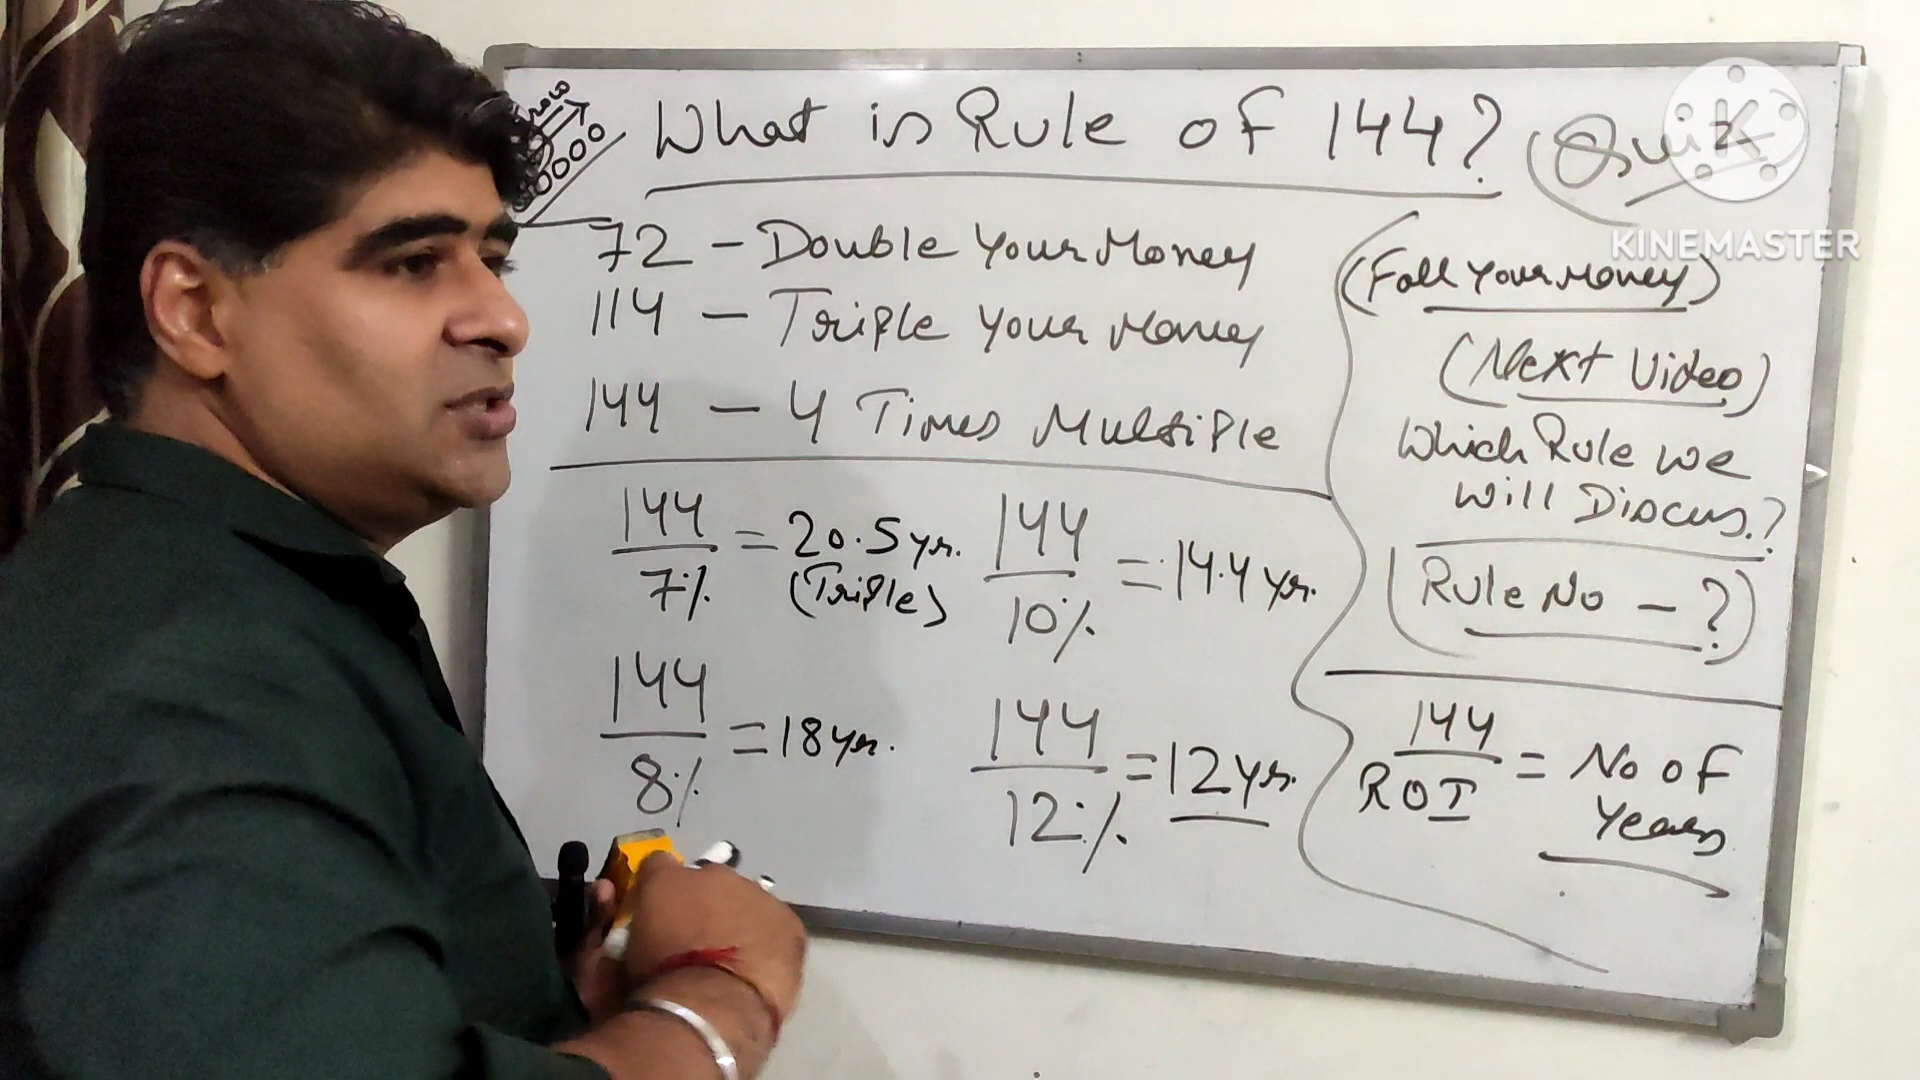 What is Rule of 144?
72 - Double Your Money
114 - Triple Your Money
144 - 4 Times Multiple
144/7% = 20.5 yr.
(Triple)
144/10% = 14.4 yr.
144/8% = 18 yr.
144/12% = 12 yr.
KINEMASTER
(Fall Your Money)
(Next Video)
Which Rule we
will Discus.?
Rule No - ?
144/ROI = No of
Years